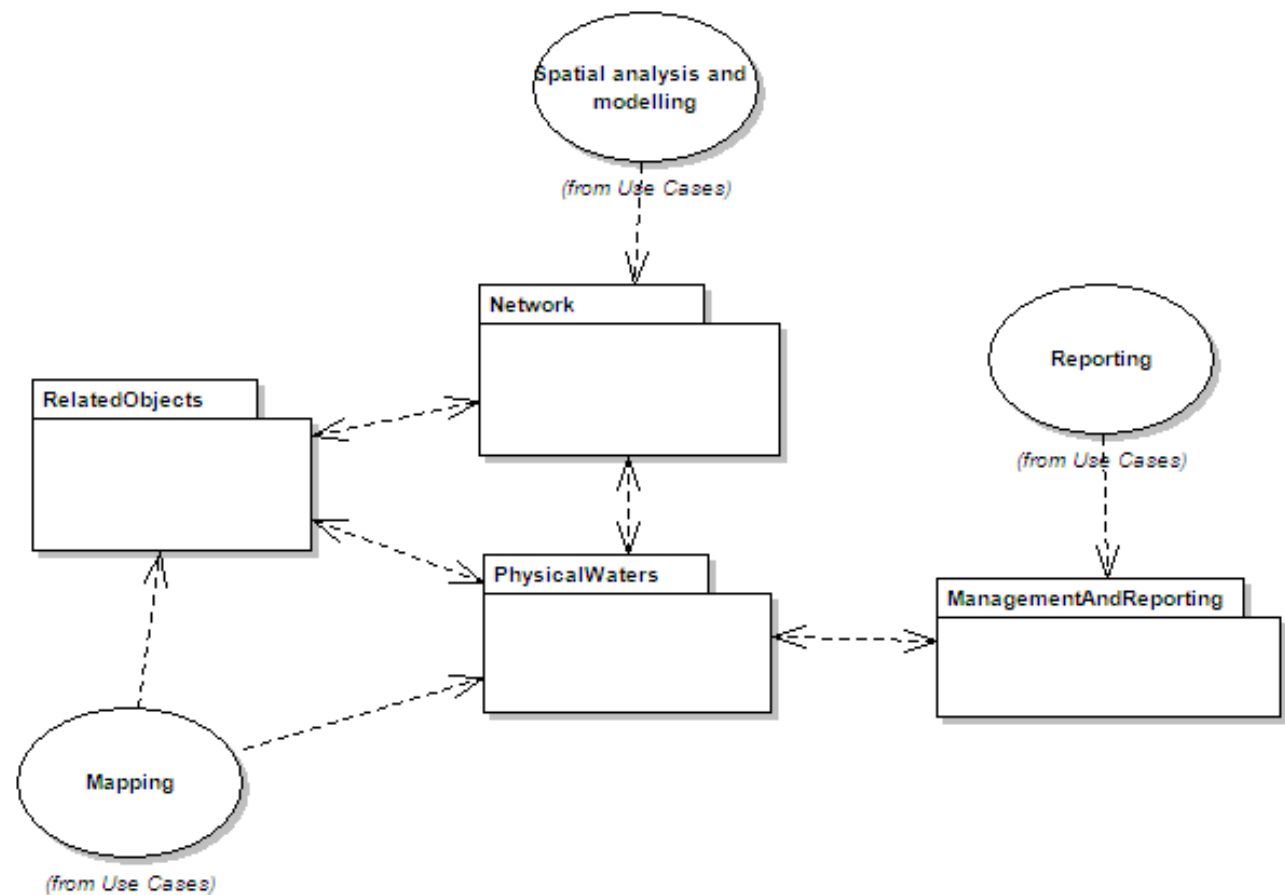 Spatial analysis and
modelling
(from Use Cases)
Network
Reporting
(from Use Cases)
RelatedObjects
PhysicalWaters
ManagementAndReporting
Mapping
(from Use Cases)